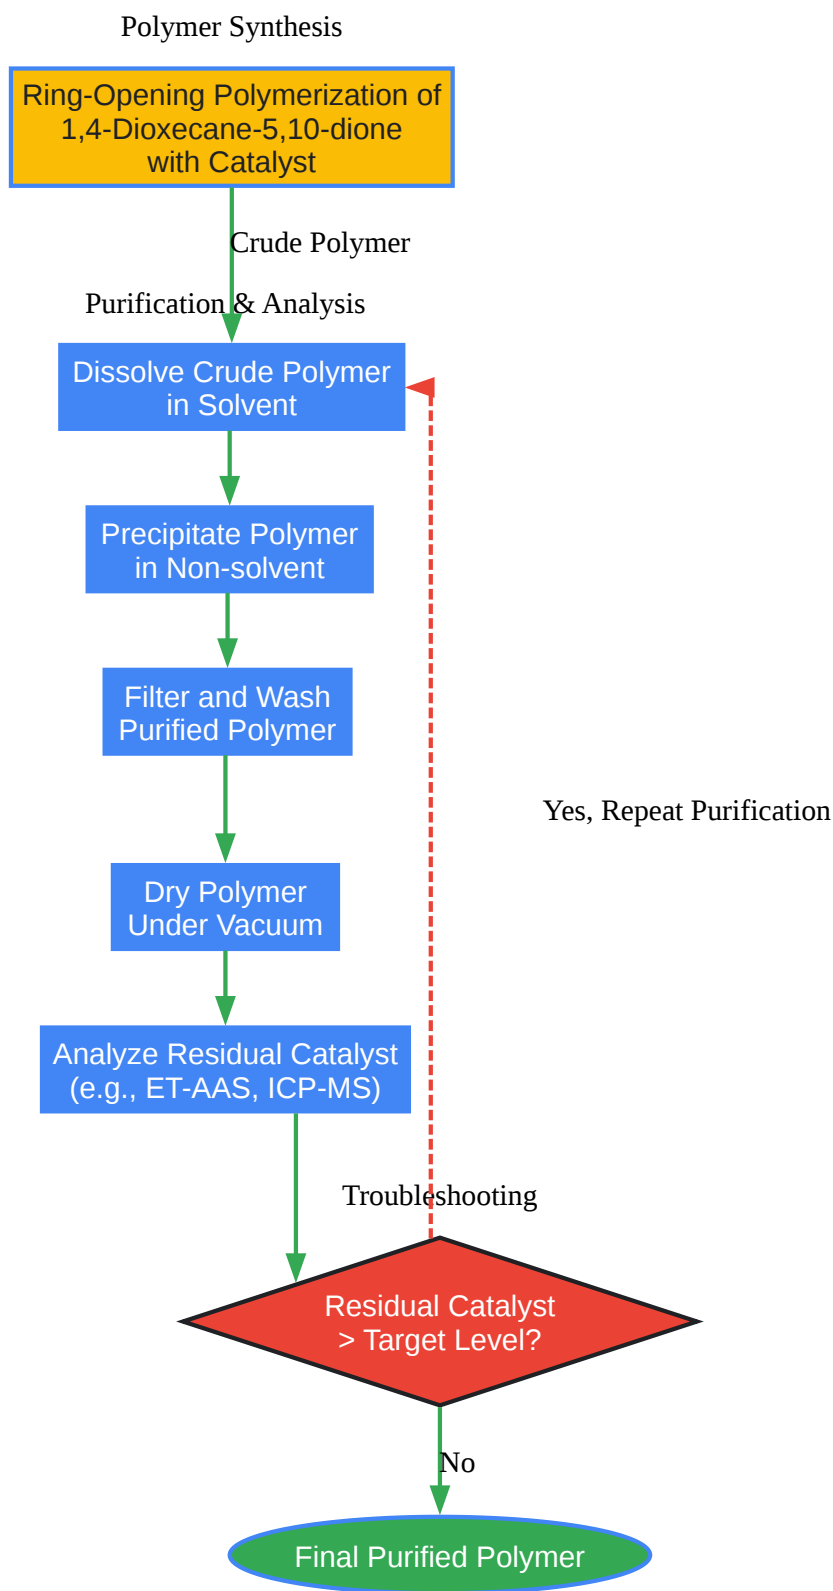 Polymer Synthesis
Ring-Opening Polymerization of
1,4-Dioxecane-5,10-dione
with Catalyst
Crude Polymer
Purification & Analysis
Dissolve Crude Polymer
in Solvent
Precipitate Polymer
in Non-solvent
Filter and Wash
Purified Polymer
Yes, Repeat Purification
Dry Polymer
Under Vacuum
Analyze Residual Catalyst
(e.g., ET-AAS, ICP-MS)
Troubleshooting
Residual Catalyst
> Target Level?
No
Final Purified Polymer